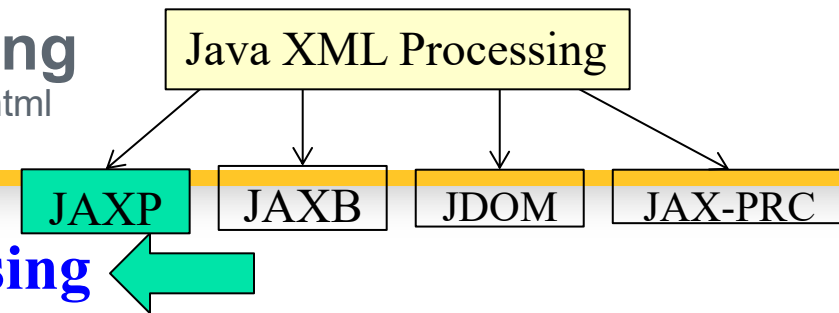 ng
Java XML Processing
tml
JAXP
JAXB
JDOM
JAX-PRC
sing